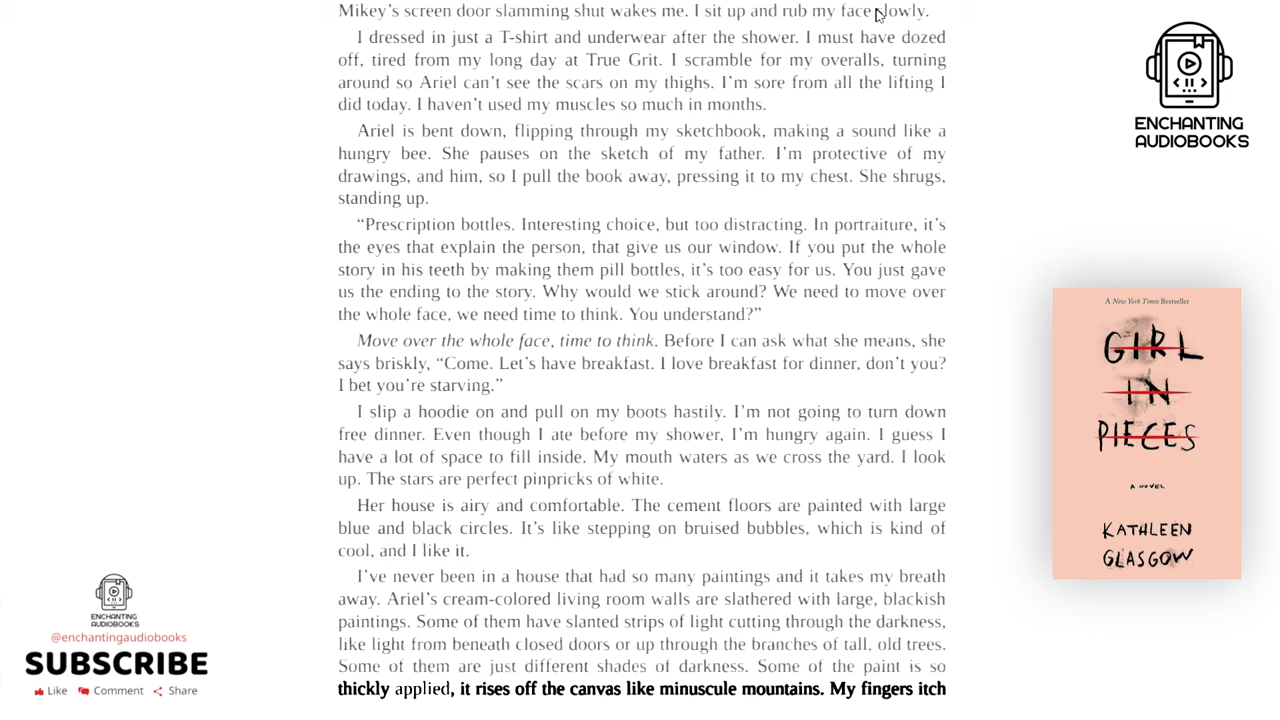 Mikey's screen door slamming shut wakes me. I sit up and rub my face slowly.
I dressed in just a T-shirt and underwear after the shower. I must have dozed
off, tired from my long day at True Grit. I scramble for my overalls, turning
around so Ariel can't see the scars on my thighs. I'm sore from all the lifting I
did today. I haven't used my muscles so much in months.
Ariel is bent down, flipping through my sketchbook, making a sound like a
hungry bee. She pauses on the sketch of my father. I'm protective of my
drawings, and him, so I pull the book away, pressing it to my chest. She shrugs,
standing up.
“Prescription bottles. Interesting choice, but too distracting. In portraiture, it's
the eyes that explain the person, that give us our window. If you put the whole
story in his teeth by making them pill bottles, it's too easy for us. You just gave
us the ending to the story. Why would we stick around? We need to move over
the whole face, we need time to think. You understand?”
Move over the whole face, time to think. Before I can ask what she means, she
says briskly, “Come. Let's have breakfast. I love breakfast for dinner, don't you?
I bet you're starving.”
I slip a hoodie on and pull on my boots hastily. I'm not going to turn down
free dinner. Even though I ate before my shower, I'm hungry again. I guess I
have a lot of space to fill inside. My mouth waters as we cross the yard. I look
up. The stars are perfect pinpricks of white.
Her house is airy and comfortable. The cement floors are painted with large
blue and black circles. It's like stepping on bruised bubbles, which is kind of
cool, and I like it.
I've never been in a house that had so many paintings and it takes my breath
away. Ariel's cream-colored living room walls are slathered with large, blackish
paintings. Some of them have slanted strips of light cutting through the darkness,
like light from beneath closed doors or up through the branches of tall, old trees.
Some of them are just different shades of darkness. Some of the paint is so
thickly applied, it rises off the canvas like minuscule mountains. My fingers itch
ENCHANTING
AUDIOBOOKS
A New York Times Bestseller
GIRL
IN
PIECES
A NOVEL
KATHLEEN
GLASGOW
ENCHANTING
AUDIOBOOKS
@enchantingaudiobooks
SUBSCRIBE
Like Comment Share